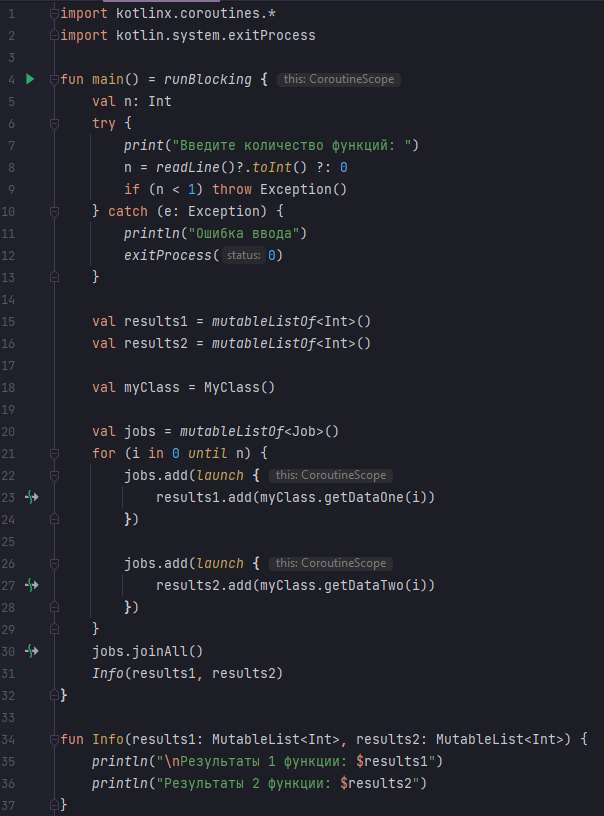 1 import kotlinx.coroutines.*
2 import kotlin.system.exitProcess
3
4 fun main() = runBlocking { this: CoroutineScope
5     val n: Int
6     try {
7         print("Введите количество функций: ")
8         n = readLine()?.toInt() ?: 0
9         if (n < 1) throw Exception()
10     } catch (e: Exception) {
11         println("Ошибка ввода")
12         exitProcess( status: 0)
13     }
14
15     val results1 = mutableListOf<Int>()
16     val results2 = mutableListOf<Int>()
17
18     val myClass = MyClass()
19
20     val jobs = mutableListOf<Job>()
21     for (i in 0 until n) {
22         jobs.add(launch { this: CoroutineScope
23             results1.add(myClass.getDataOne(i))
24         })
25
26         jobs.add(launch { this: CoroutineScope
27             results2.add(myClass.getDataTwo(i))
28         })
29     }
30     jobs.joinAll()
31     Info(results1, results2)
32 }
33
34 fun Info(results1: MutableList<Int>, results2: MutableList<Int>) {
35     println("\nРезультаты 1 функции: $results1")
36     println("Результаты 2 функции: $results2")
37 }